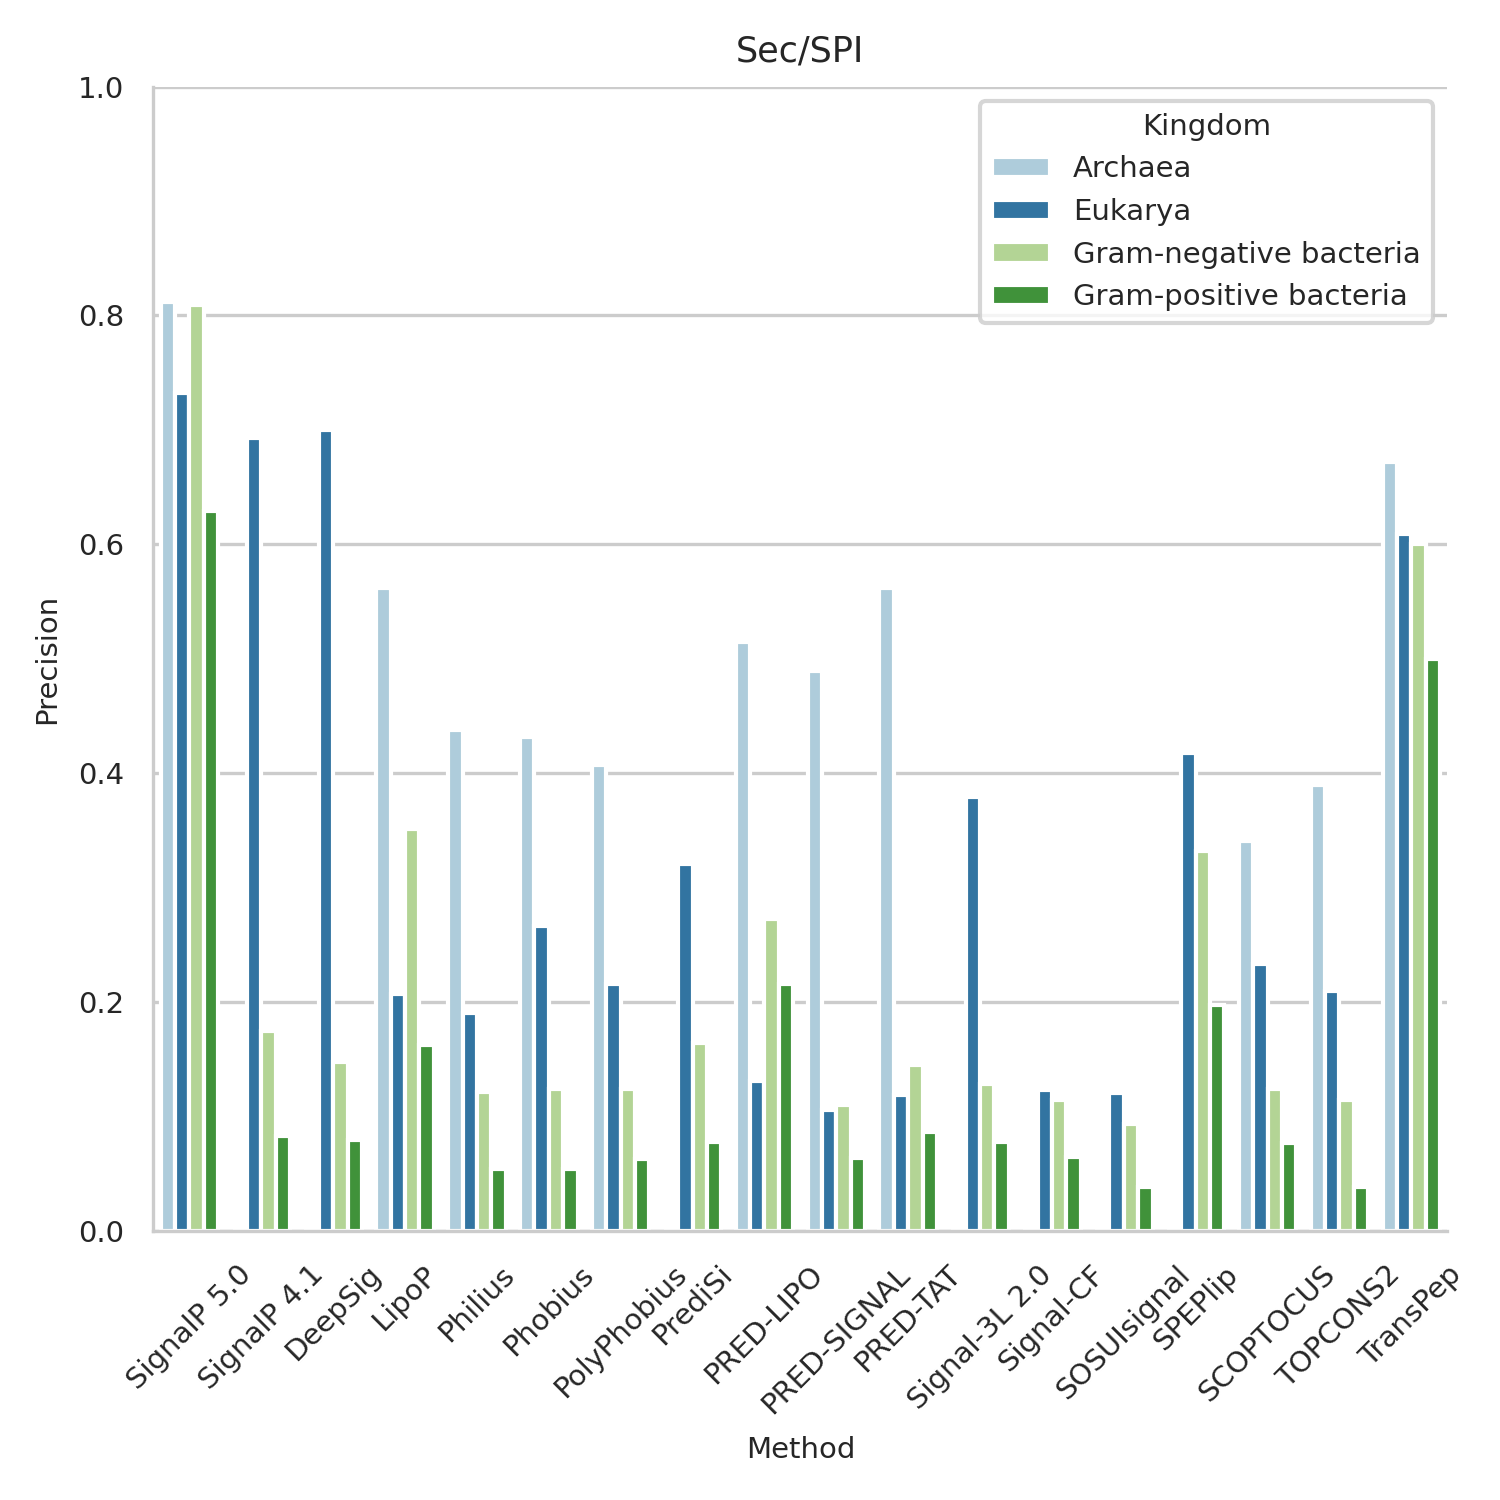 Sec/SPI
1.0
0.8
0.6
0.4
0.2
0.0
Precision
Kingdom
Archaea
Eukarya
Gram-negative bacteria
Gram-positive bacteria
SignalP 5.0
SignalP 4.1
DeepSig
LipoP
Philius
Phobius
PolyPhobius
PrediSi
PRED-LIPO
PRED-SIGNAL
PRED-TAT
Signal-3L 2.0
Signal-CF
SOSUIsignal
SPEPlip
SCOPTOCUS
TOPCONS2
TransPep
Method